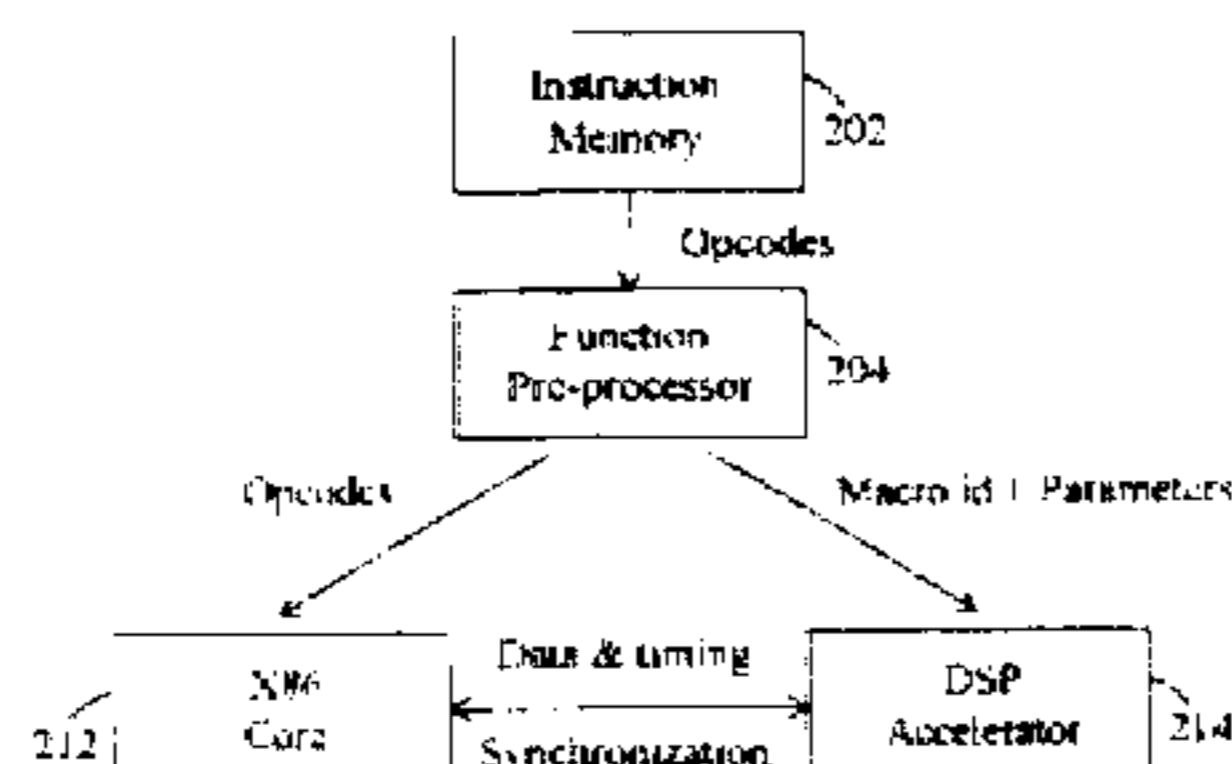 Instruction
Memory
202
Opcodes
Function
Pre-processor
204
Opcodes
Macro id + Parameters
Data & timing
X86
Core
212
DSP
Accelerator
214
Synchronization